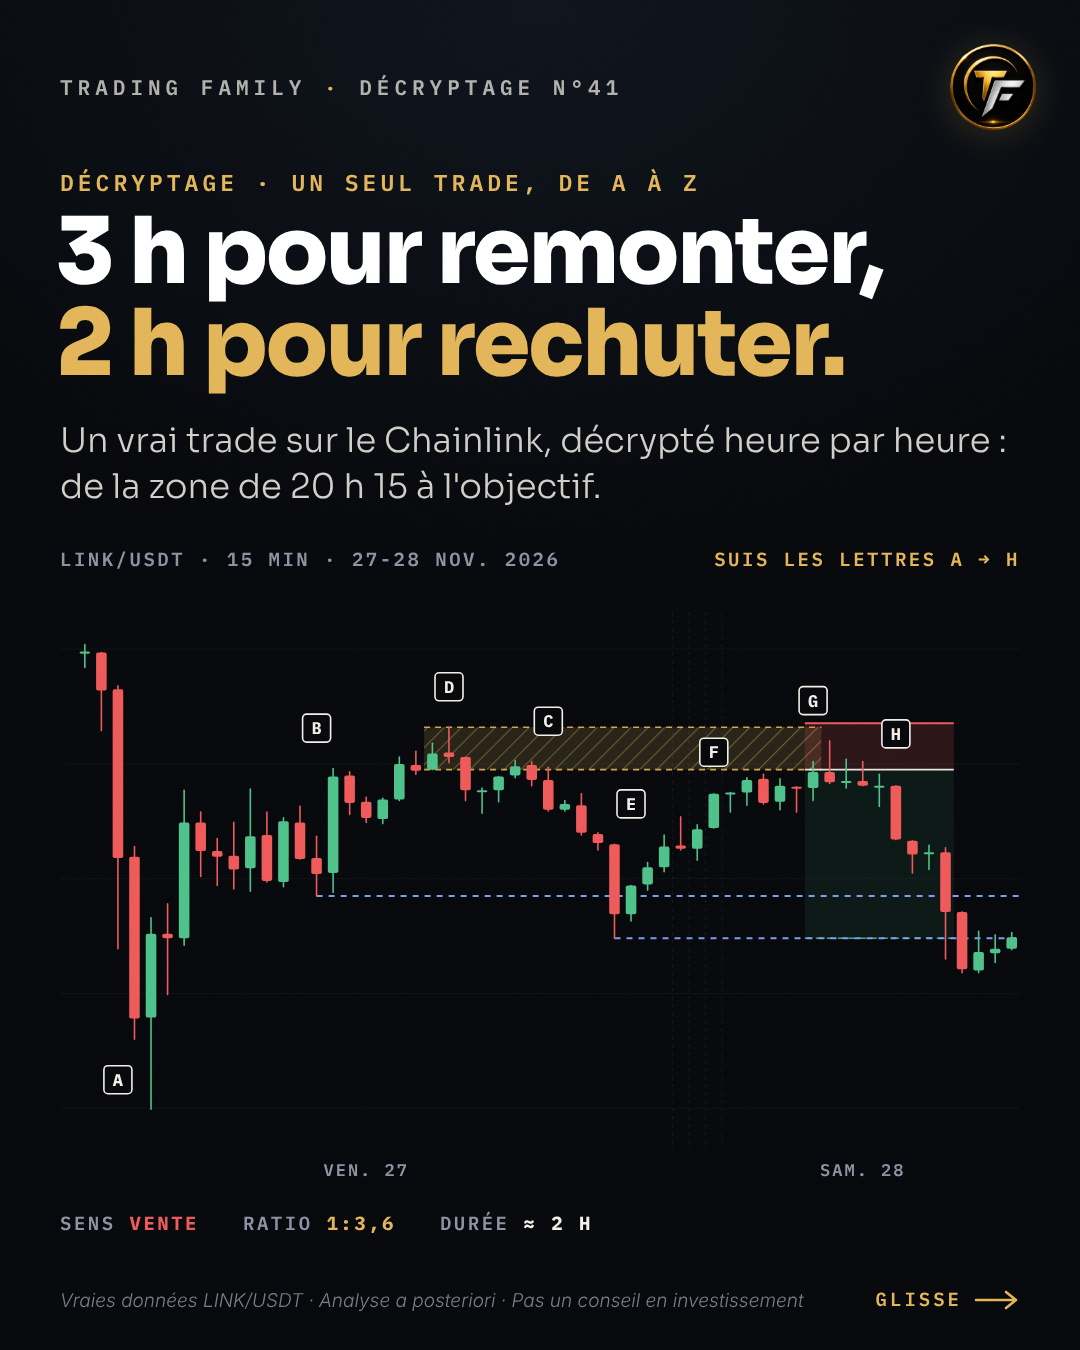 TRADING FAMILY · DÉCRYPTAGE N°41
TF
DÉCRYPTAGE · UN SEUL TRADE, DE A À Z
3 h pour remonter,
2 h pour rechuter.
Un vrai trade sur le Chainlink, décrypté heure par heure :
de la zone de 20 h 15 à l'objectif.
LINK/USDT · 15 MIN · 27-28 NOV. 2026
SUIS LES LETTRES A → H
D
G
B
C
H
F
E
A
VEN. 27
SAM. 28
SENS VENTE RATIO 1:3,6 DURÉE ≈ 2 H
Vraies données LINK/USDT · Analyse a posteriori · Pas un conseil en investissement
GLISSE →